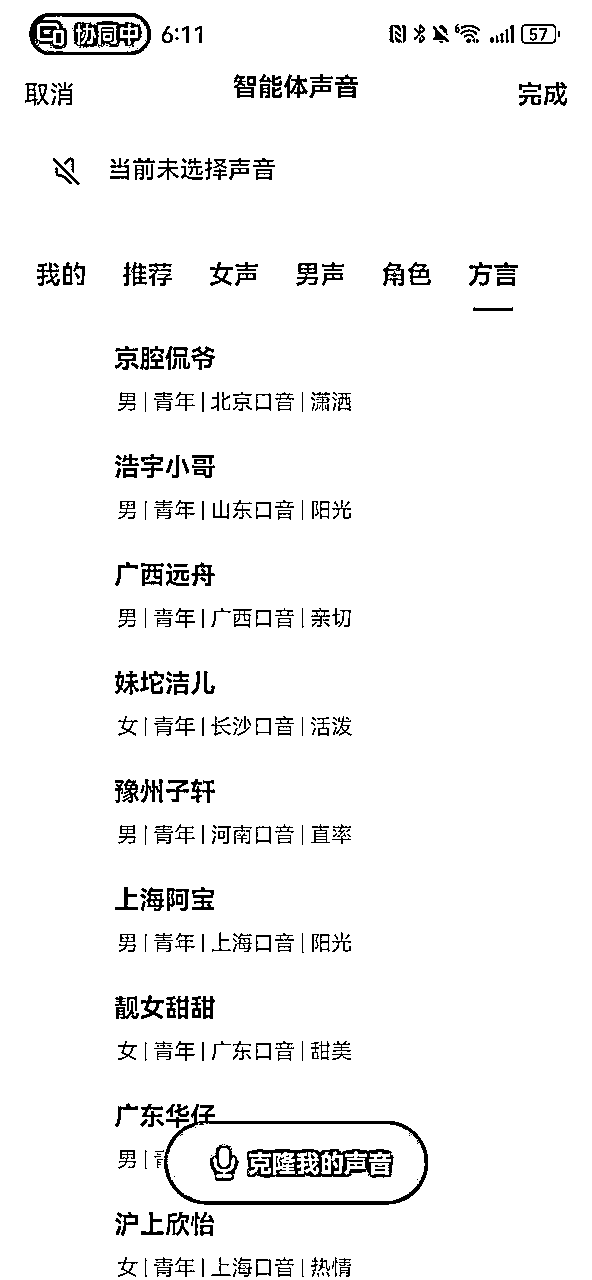 协同中 6:11 57
取消 智能体声音 完成
当前未选择声音
我的 推荐 女声 男声 角色 方言
京腔侃爷
男 | 青年 | 北京口音 | 潇洒
浩宇小哥
男 | 青年 | 山东口音 | 阳光
广西远舟
男 | 青年 | 广西口音 | 亲切
妹坨洁儿
女 | 青年 | 长沙口音 | 活泼
豫州子轩
男 | 青年 | 河南口音 | 直率
上海阿宝
男 | 青年 | 上海口音 | 阳光
靓女甜甜
女 | 青年 | 广东口音 | 甜美
广东华仔
男 |
克隆我的声音
沪上欣怡
女 | 青年 | 上海口音 | 热情